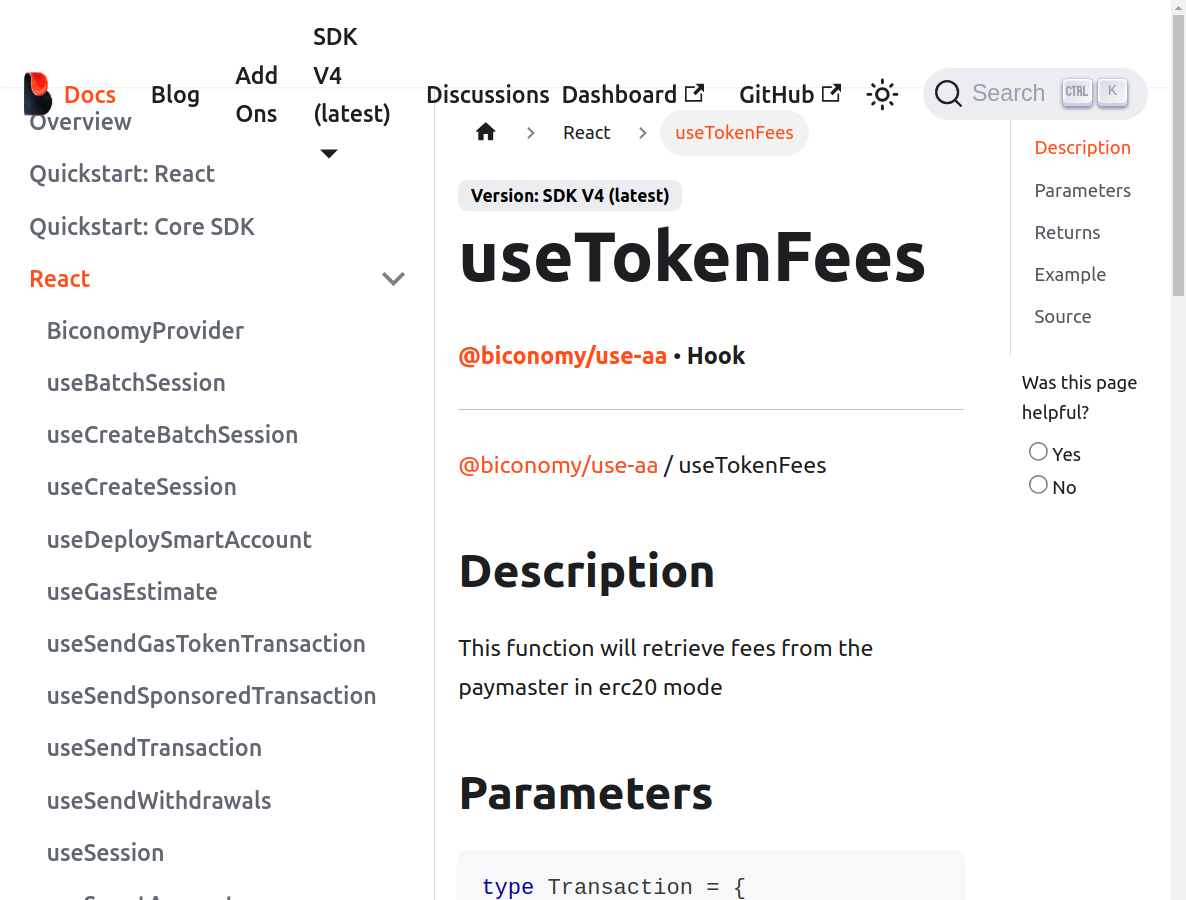 Docs
Blog
Add
Ons
SDK
V4
(latest)
Discussions
Dashboard
GitHub
Search
CTRL
K
Overview
Quickstart: React
Quickstart: Core SDK
React
BiconomyProvider
useBatchSession
useCreateBatchSession
useCreateSession
useDeploySmartAccount
useGasEstimate
useSendGasTokenTransaction
useSendSponsoredTransaction
useSendTransaction
useSendWithdrawals
useSession
React
useTokenFees
Version: SDK V4 (latest)
useTokenFees
@biconomy/use-aa • Hook
@biconomy/use-aa / useTokenFees
Description
This function will retrieve fees from the
paymaster in erc20 mode
Parameters
type Transaction = {
Description
Parameters
Returns
Example
Source
Was this page
helpful?
Yes
No